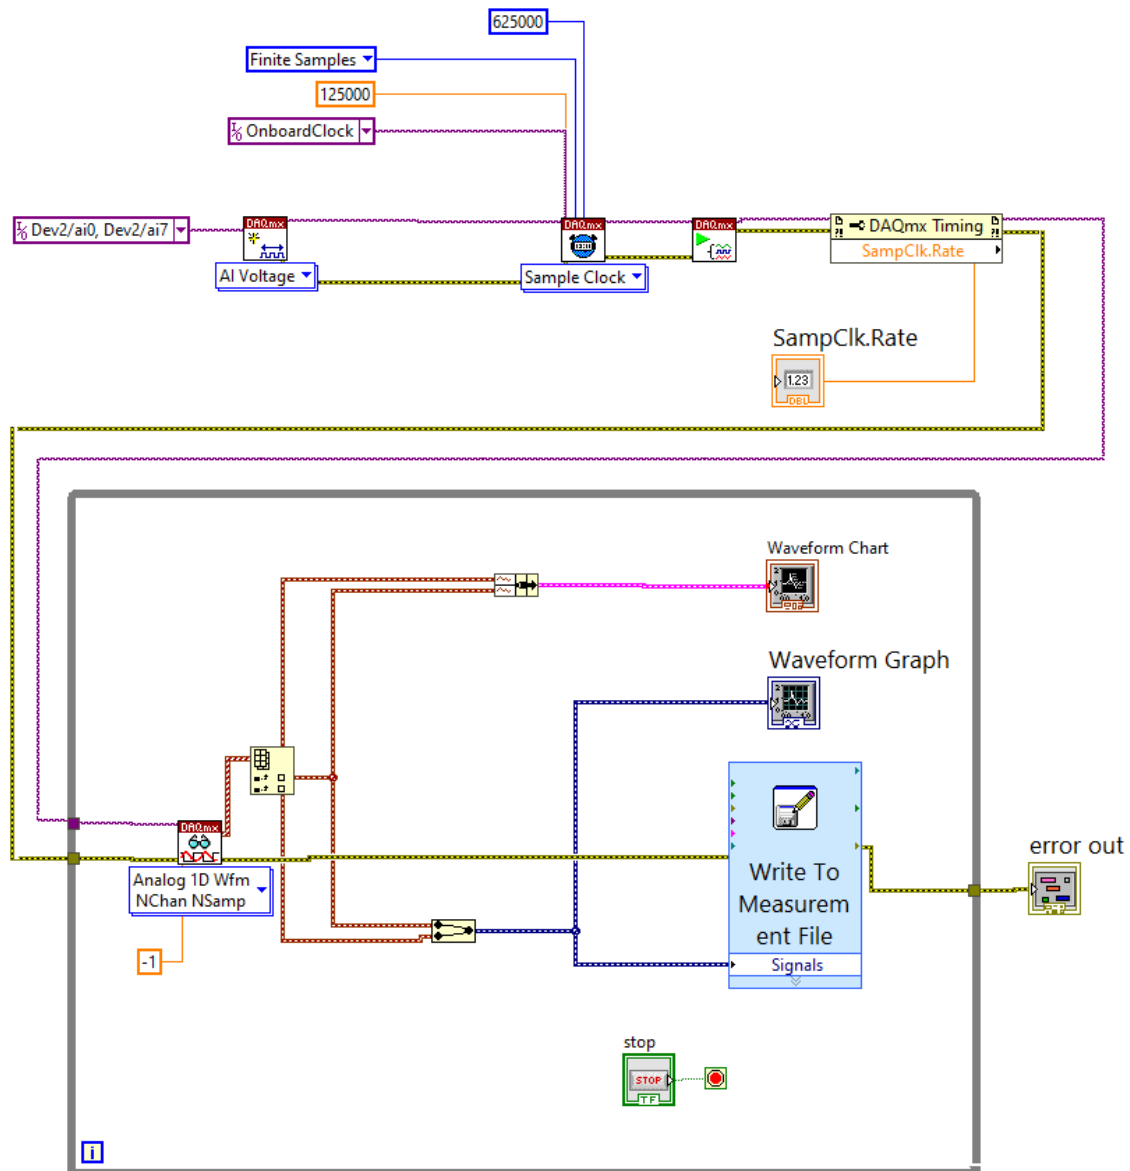 625000
Finite Samples
125000
OnboardClock
Dev2/ai0, Dev2/ai7
DAQmx
DAQmx
DAQmx
DAQmx Timing
SampClk.Rate
AI Voltage
Sample Clock
SampClk.Rate
1.23
DBL
Waveform Chart
Waveform Graph
DAQmx
Analog 1D Wfm
NChan NSamp
-1
Write To
Measurem
ent File
Signals
error out
stop
STOP
TF
i